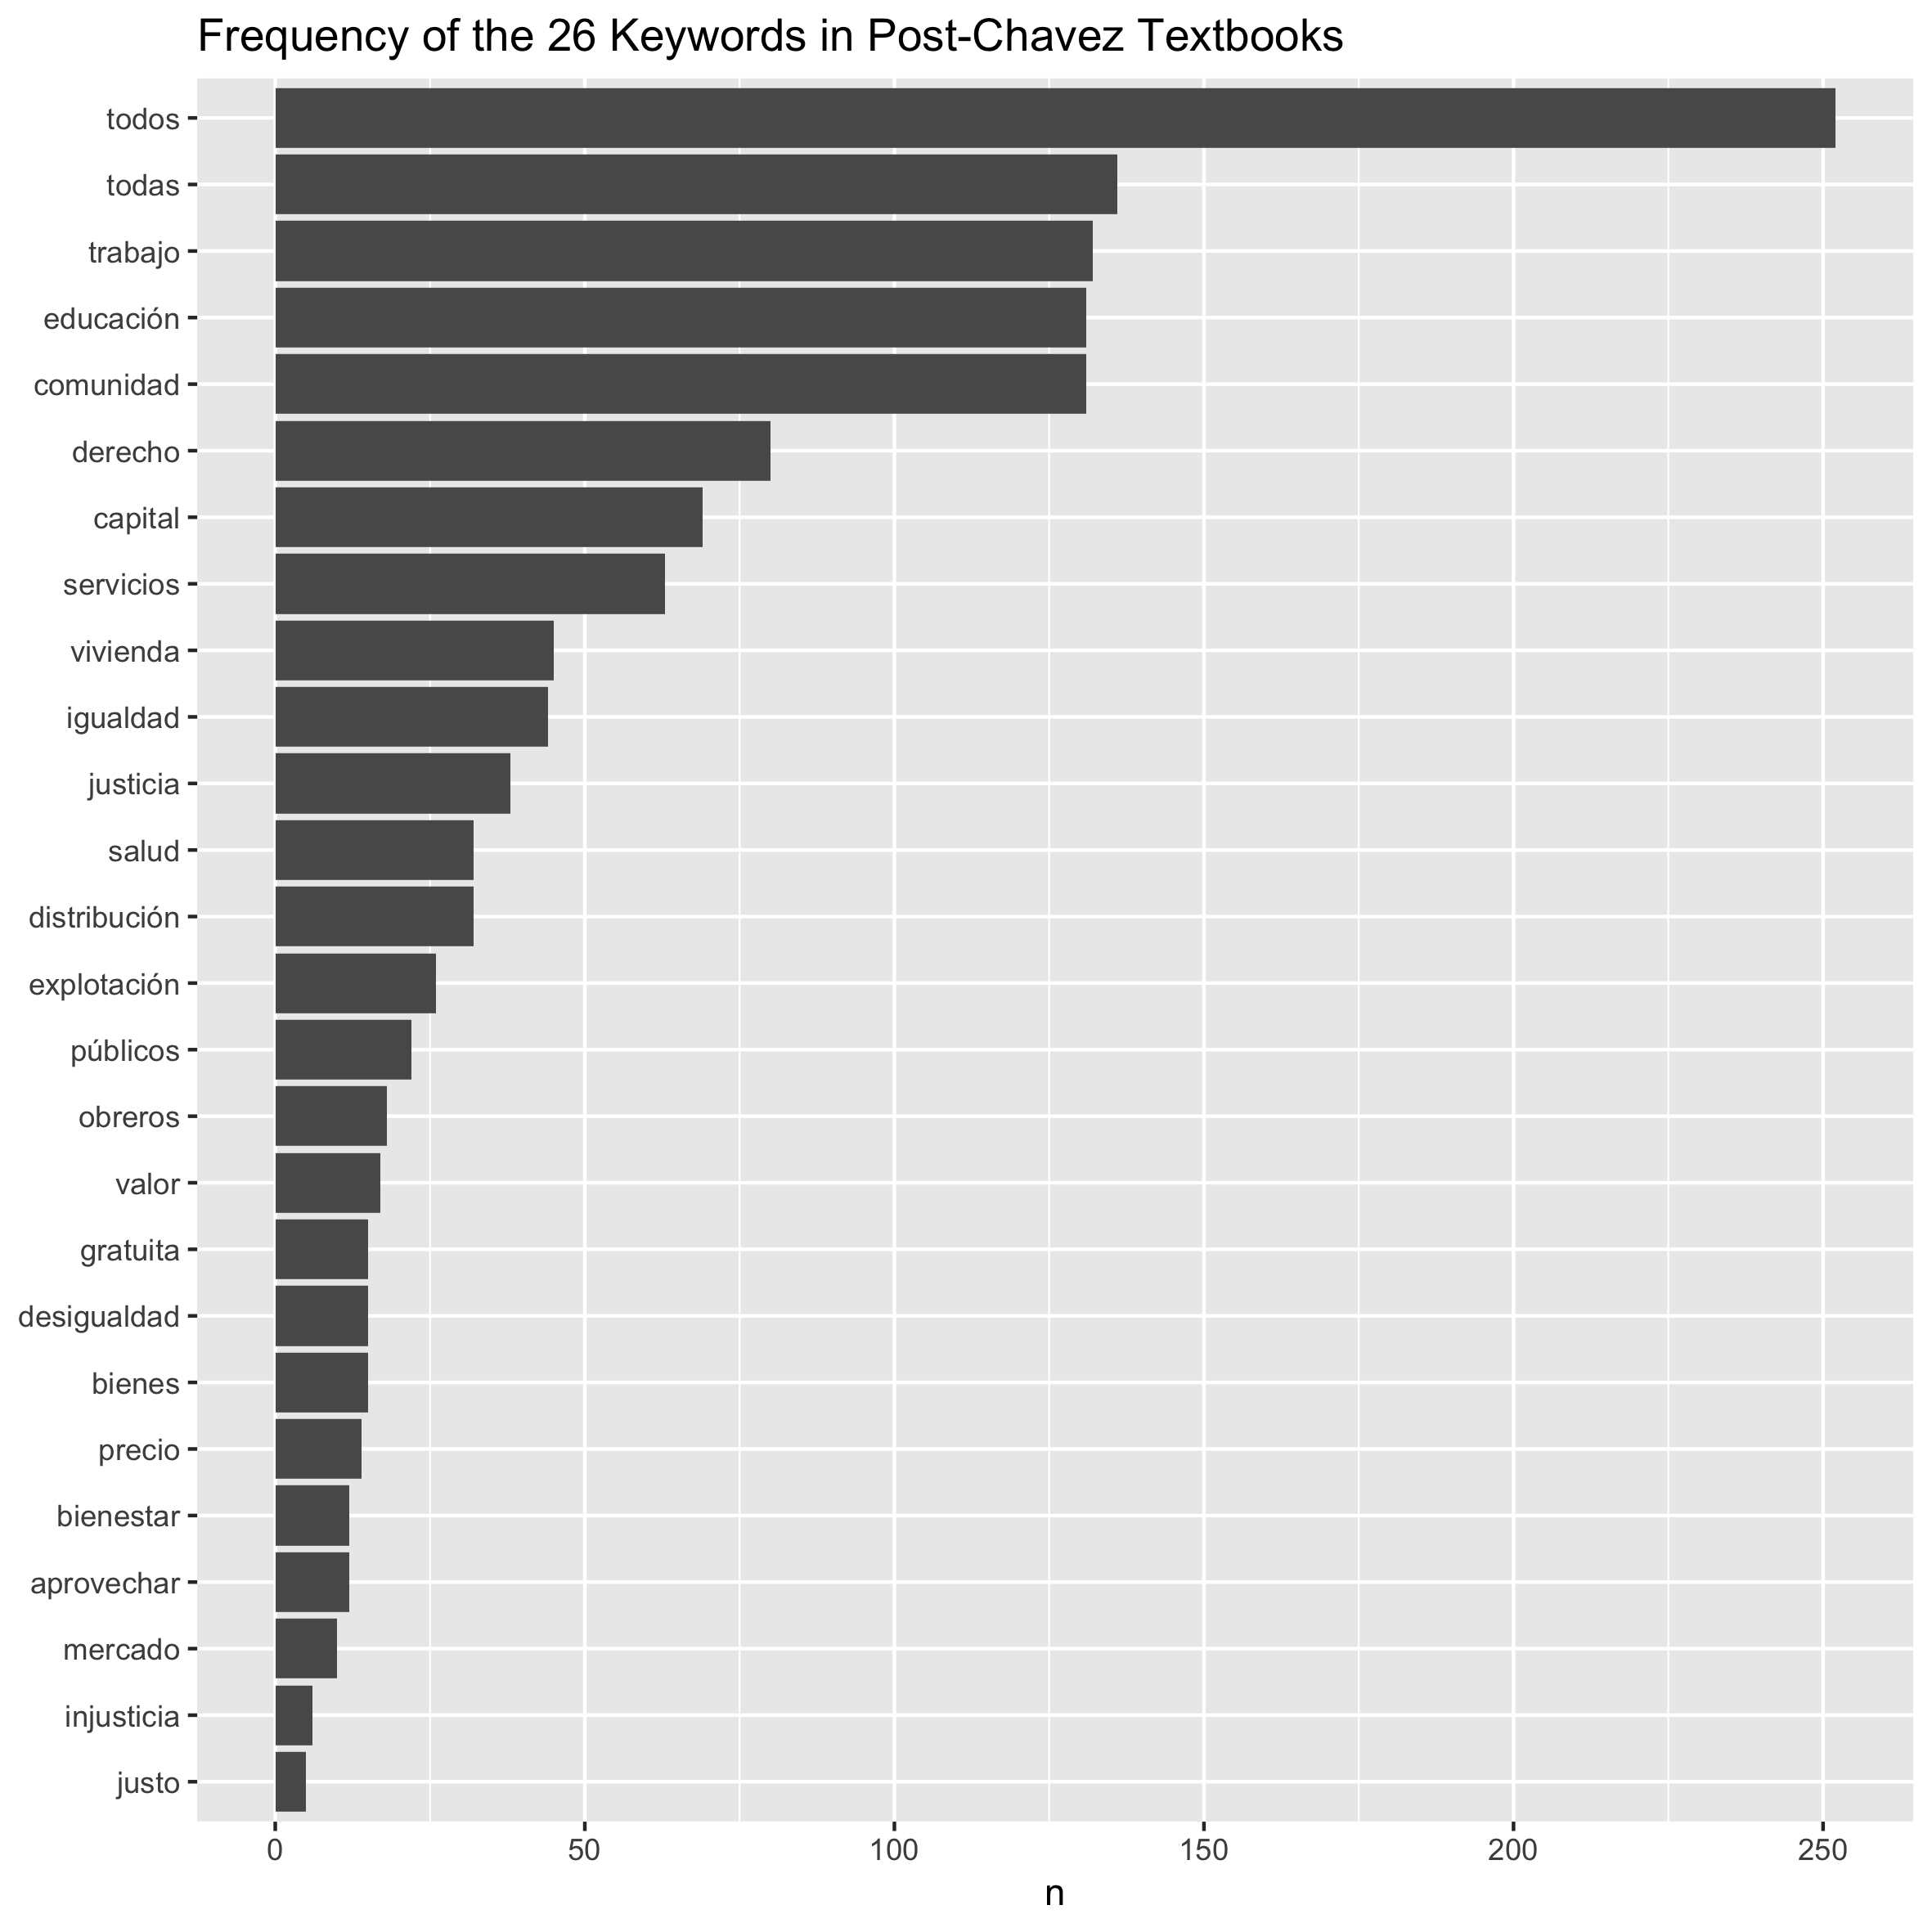 Frequency of the 26 Keywords in Post-Chavez Textbooks
todos
todas
trabajo
educación
comunidad
derecho
capital
servicios
vivienda
igualdad
justicia
salud
distribución
explotación
públicos
obreros
valor
gratuita
desigualdad
bienes
precio
bienestar
aprovechar
mercado
injusticia
justo
0 50 100 150 200 250
n